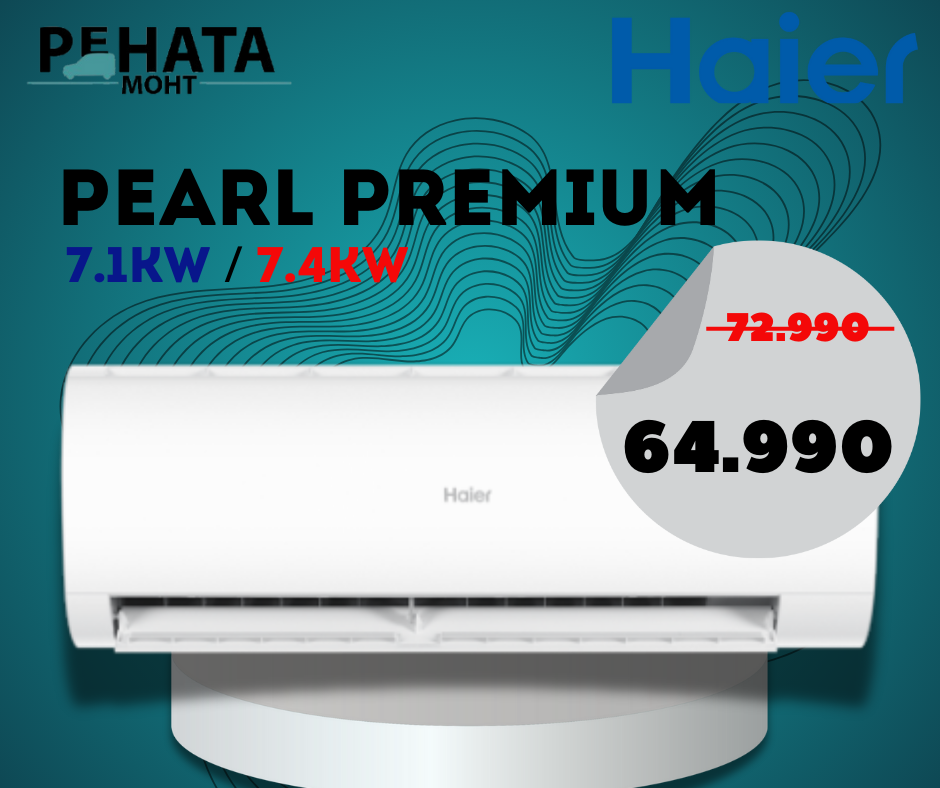 РЕНАТА
МОНТ
Haier
PEARL PREMIUM
7.1KW / 7.4KW
72.990
64.990
Haier